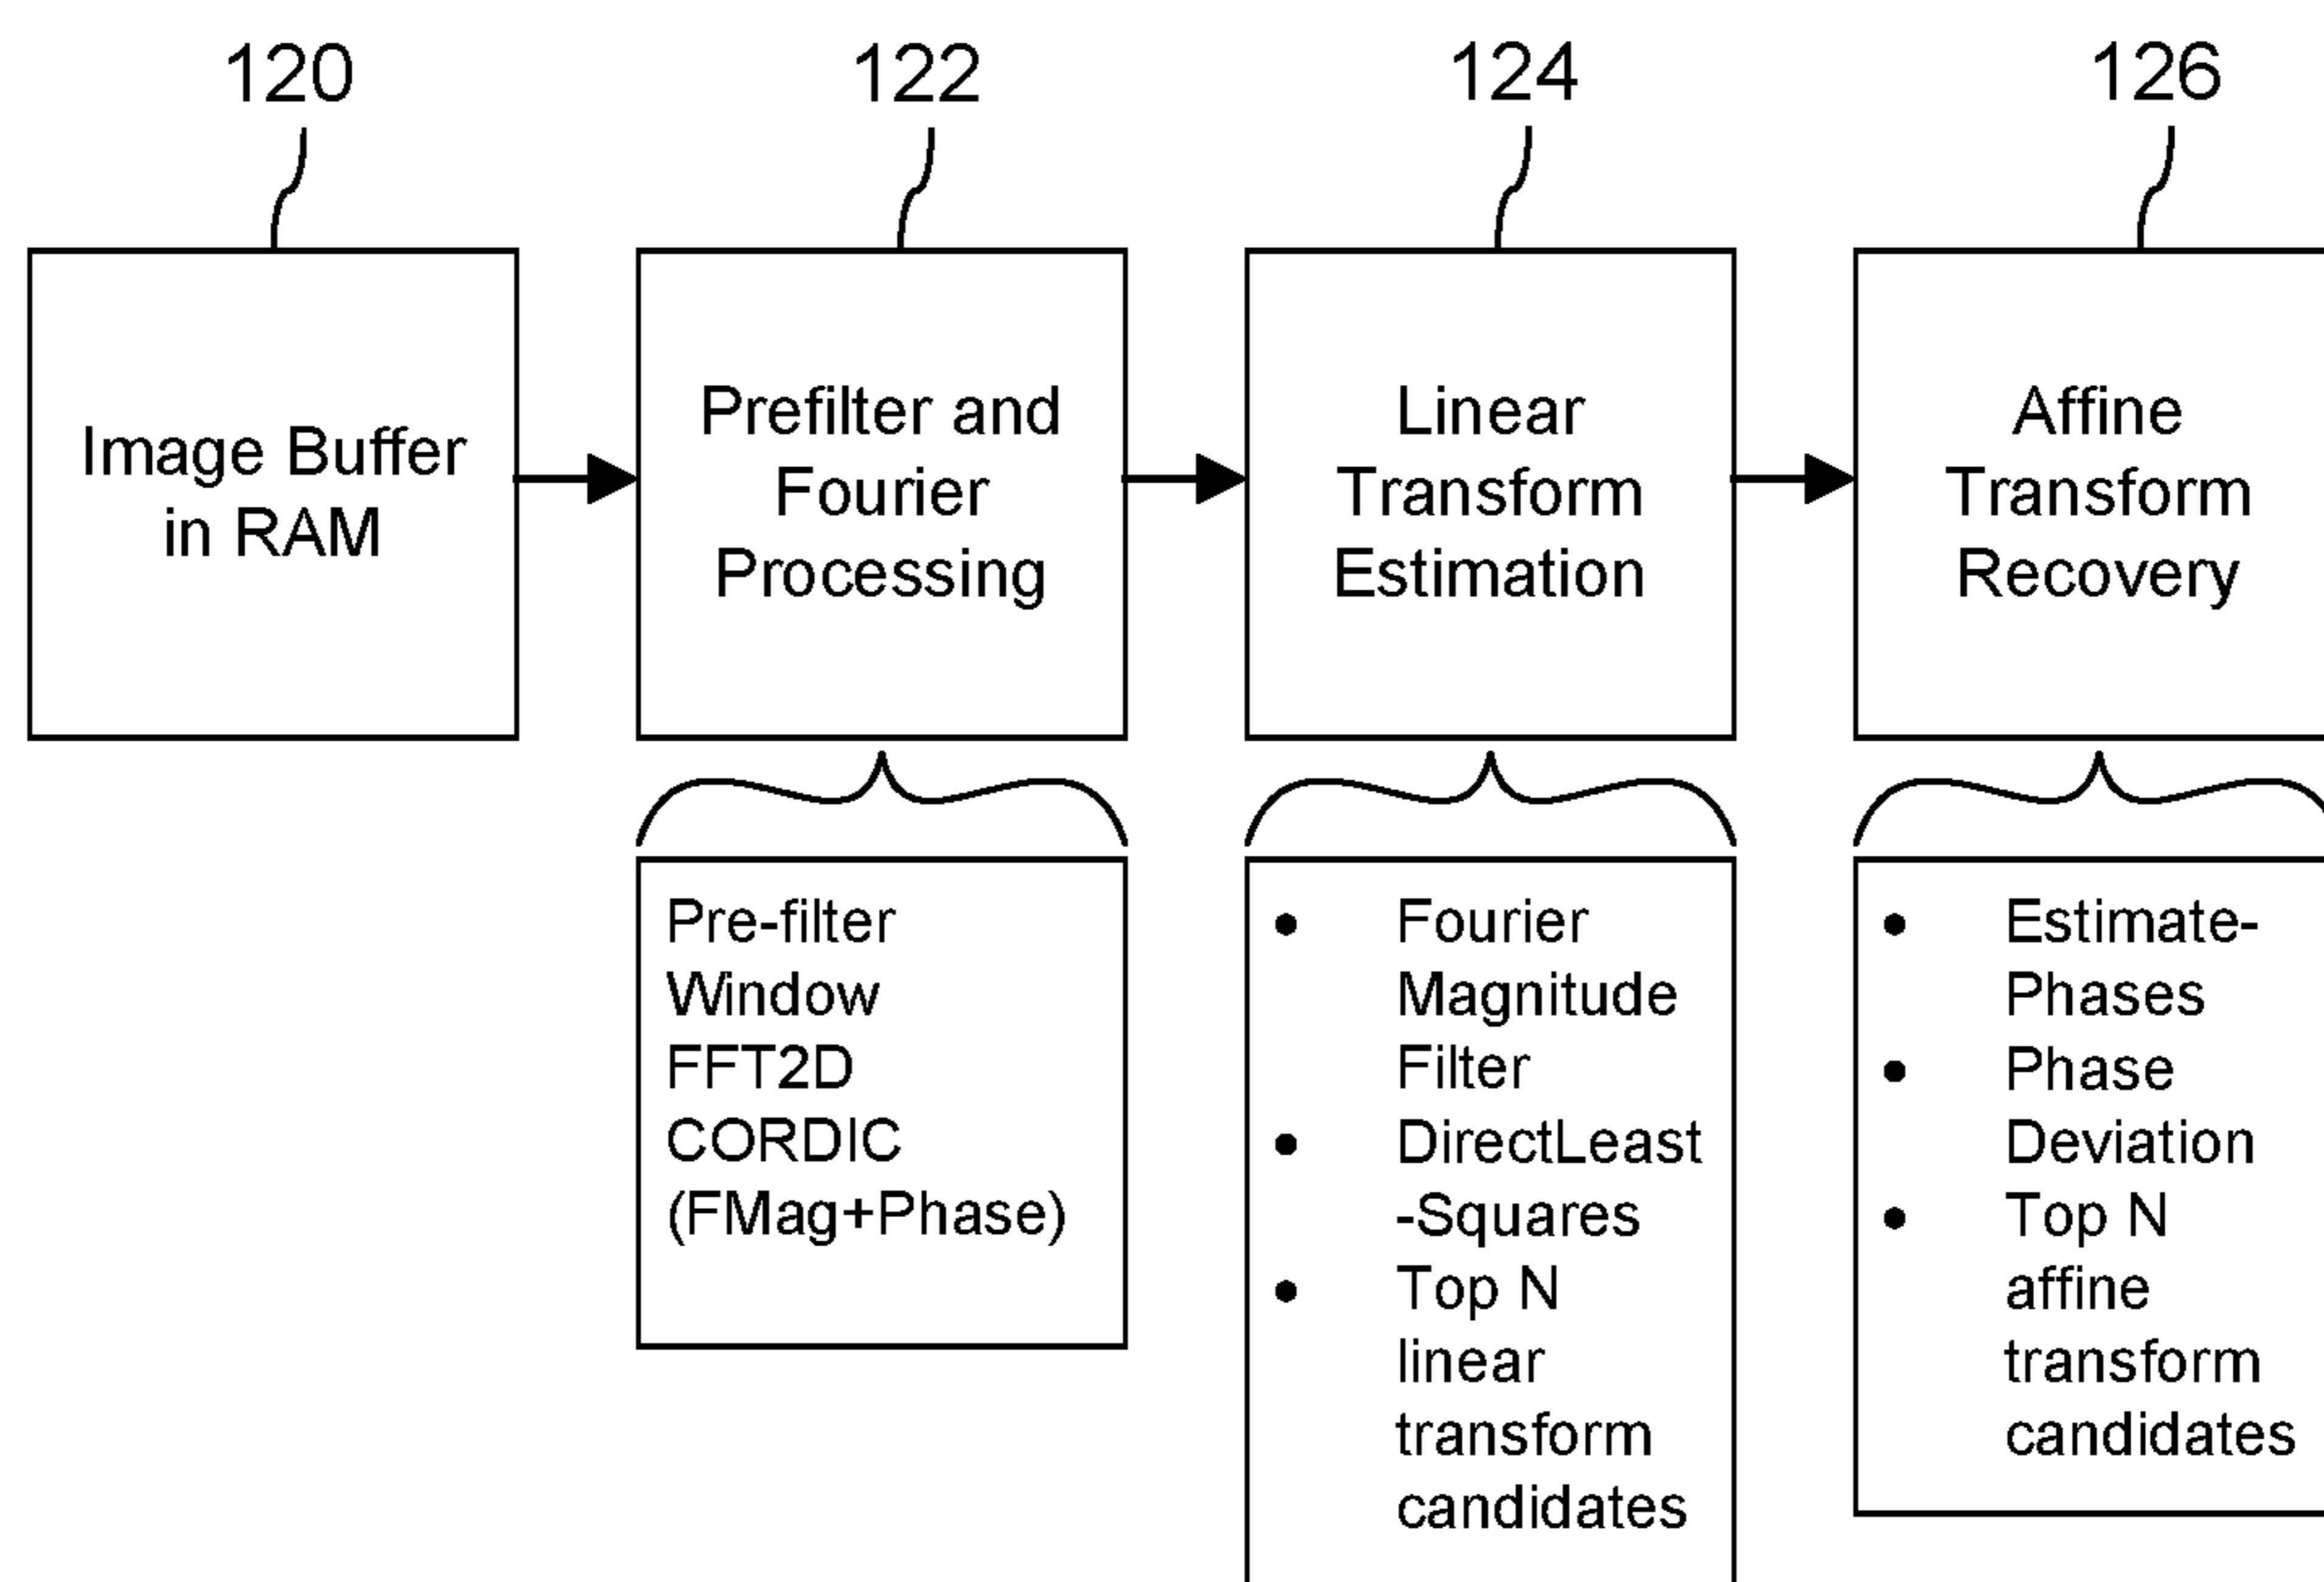 120
122
124
126
Image Buffer
in RAM
Prefilter and
Fourier
Processing
Linear
Transform
Estimation
Affine
Transform
Recovery
Pre-filter
Window
FFT2D
CORDIC
(FMag+Phase)
• Fourier
Magnitude
Filter
• DirectLeast
-Squares
• Top N
linear
transform
candidates
• Estimate-
Phases
• Phase
Deviation
• Top N
affine
transform
candidates